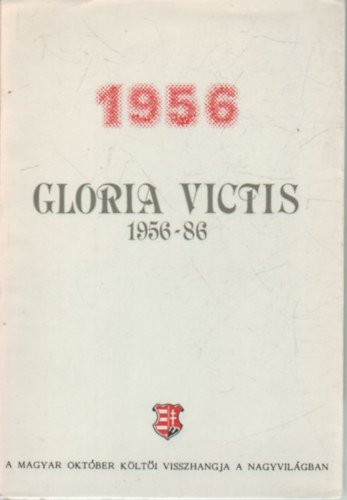 1956
GLORIA VICTIS
1956-86
A MAGYAR OKTÓBER KÖLTŐI VISSZHANGJA A NAGYVILÁGBAN